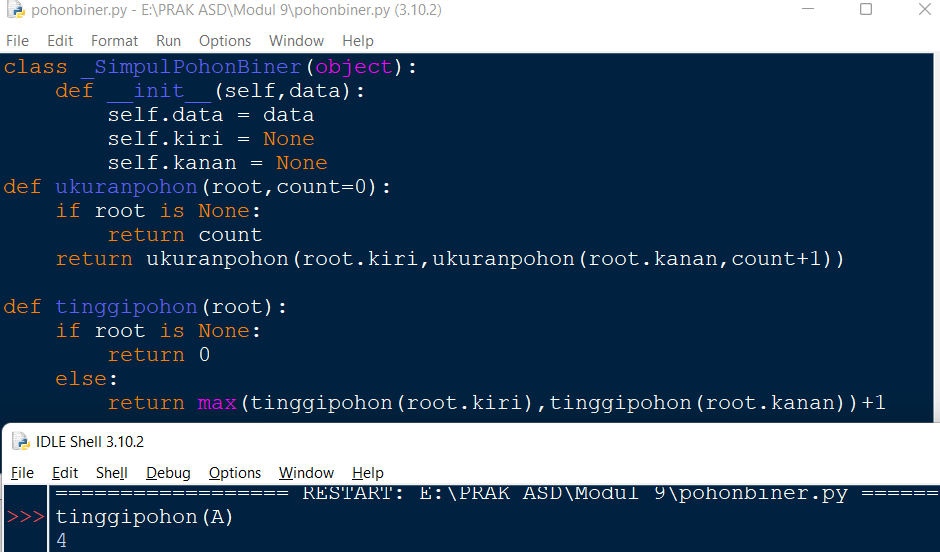 pohonbiner.py - E:\PRAK ASD\Modul 9\pohonbiner.py (3.10.2)
File Edit Format Run Options Window Help
class _SimpulPohonBiner(object):
    def __init__(self,data):
        self.data = data
        self.kiri = None
        self.kanan = None
def ukuranpohon(root,count=0):
    if root is None:
        return count
    return ukuranpohon(root.kiri,ukuranpohon(root.kanan,count+1))
def tinggipohon(root):
    if root is None:
        return 0
    else:
        return max(tinggipohon(root.kiri),tinggipohon(root.kanan))+1
IDLE Shell 3.10.2
File Edit Shell Debug Options Window Help
================== RESTART: E:\PRAK ASD\Modul 9\pohonbiner.py ======
>>> tinggipohon(A)
4